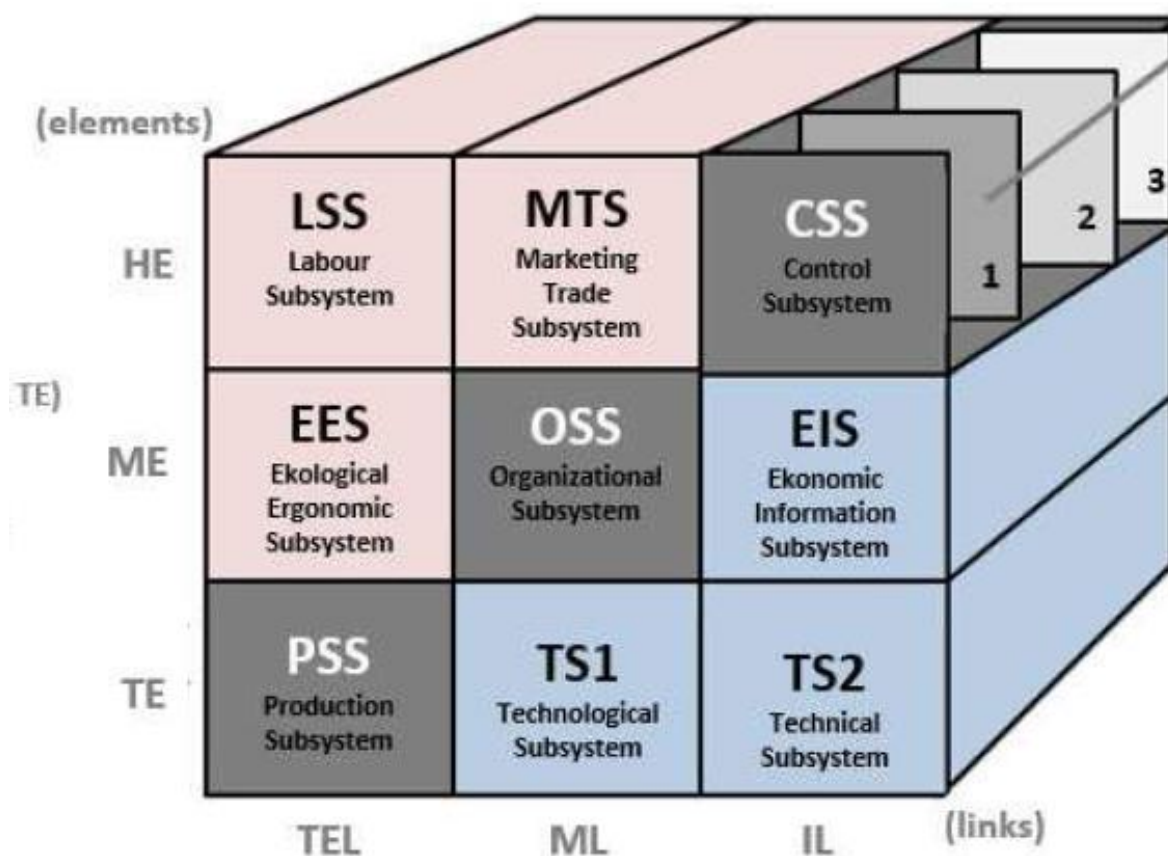 (elements)
HE
LSS
Labour
Subsystem
MTS
Marketing
Trade
Subsystem
CSS
Control
Subsystem
1
2
3
TE)
ME
EES
Ekological
Ergonomic
Subsystem
OSS
Organizational
Subsystem
EIS
Ekonomic
Information
Subsystem
TE
PSS
Production
Subsystem
TS1
Technological
Subsystem
TS2
Technical
Subsystem
TEL
ML
IL
(links)